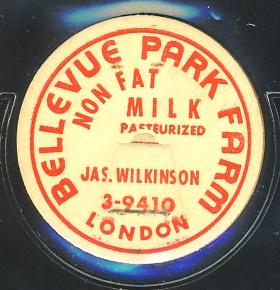 BELLEVUE PARK FARM
NON FAT
MILK
PASTEURIZED
JAS. WILKINSON
3-9410
LONDON